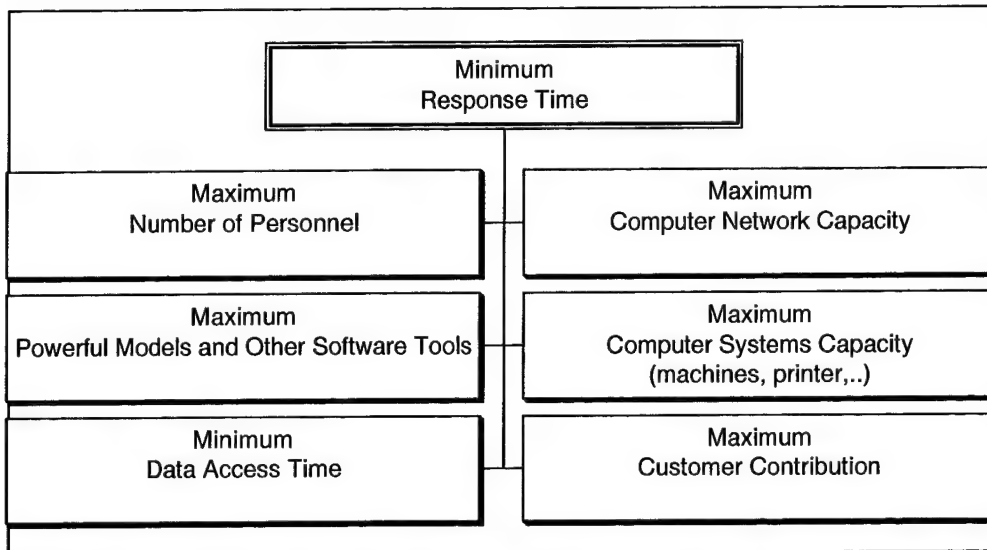 Minimum
Response Time
Maximum
Number of Personnel
Maximum
Computer Network Capacity
Maximum
Powerful Models and Other Software Tools
Maximum
Computer Systems Capacity
(machines, printer,..)
Minimum
Data Access Time
Maximum
Customer Contribution